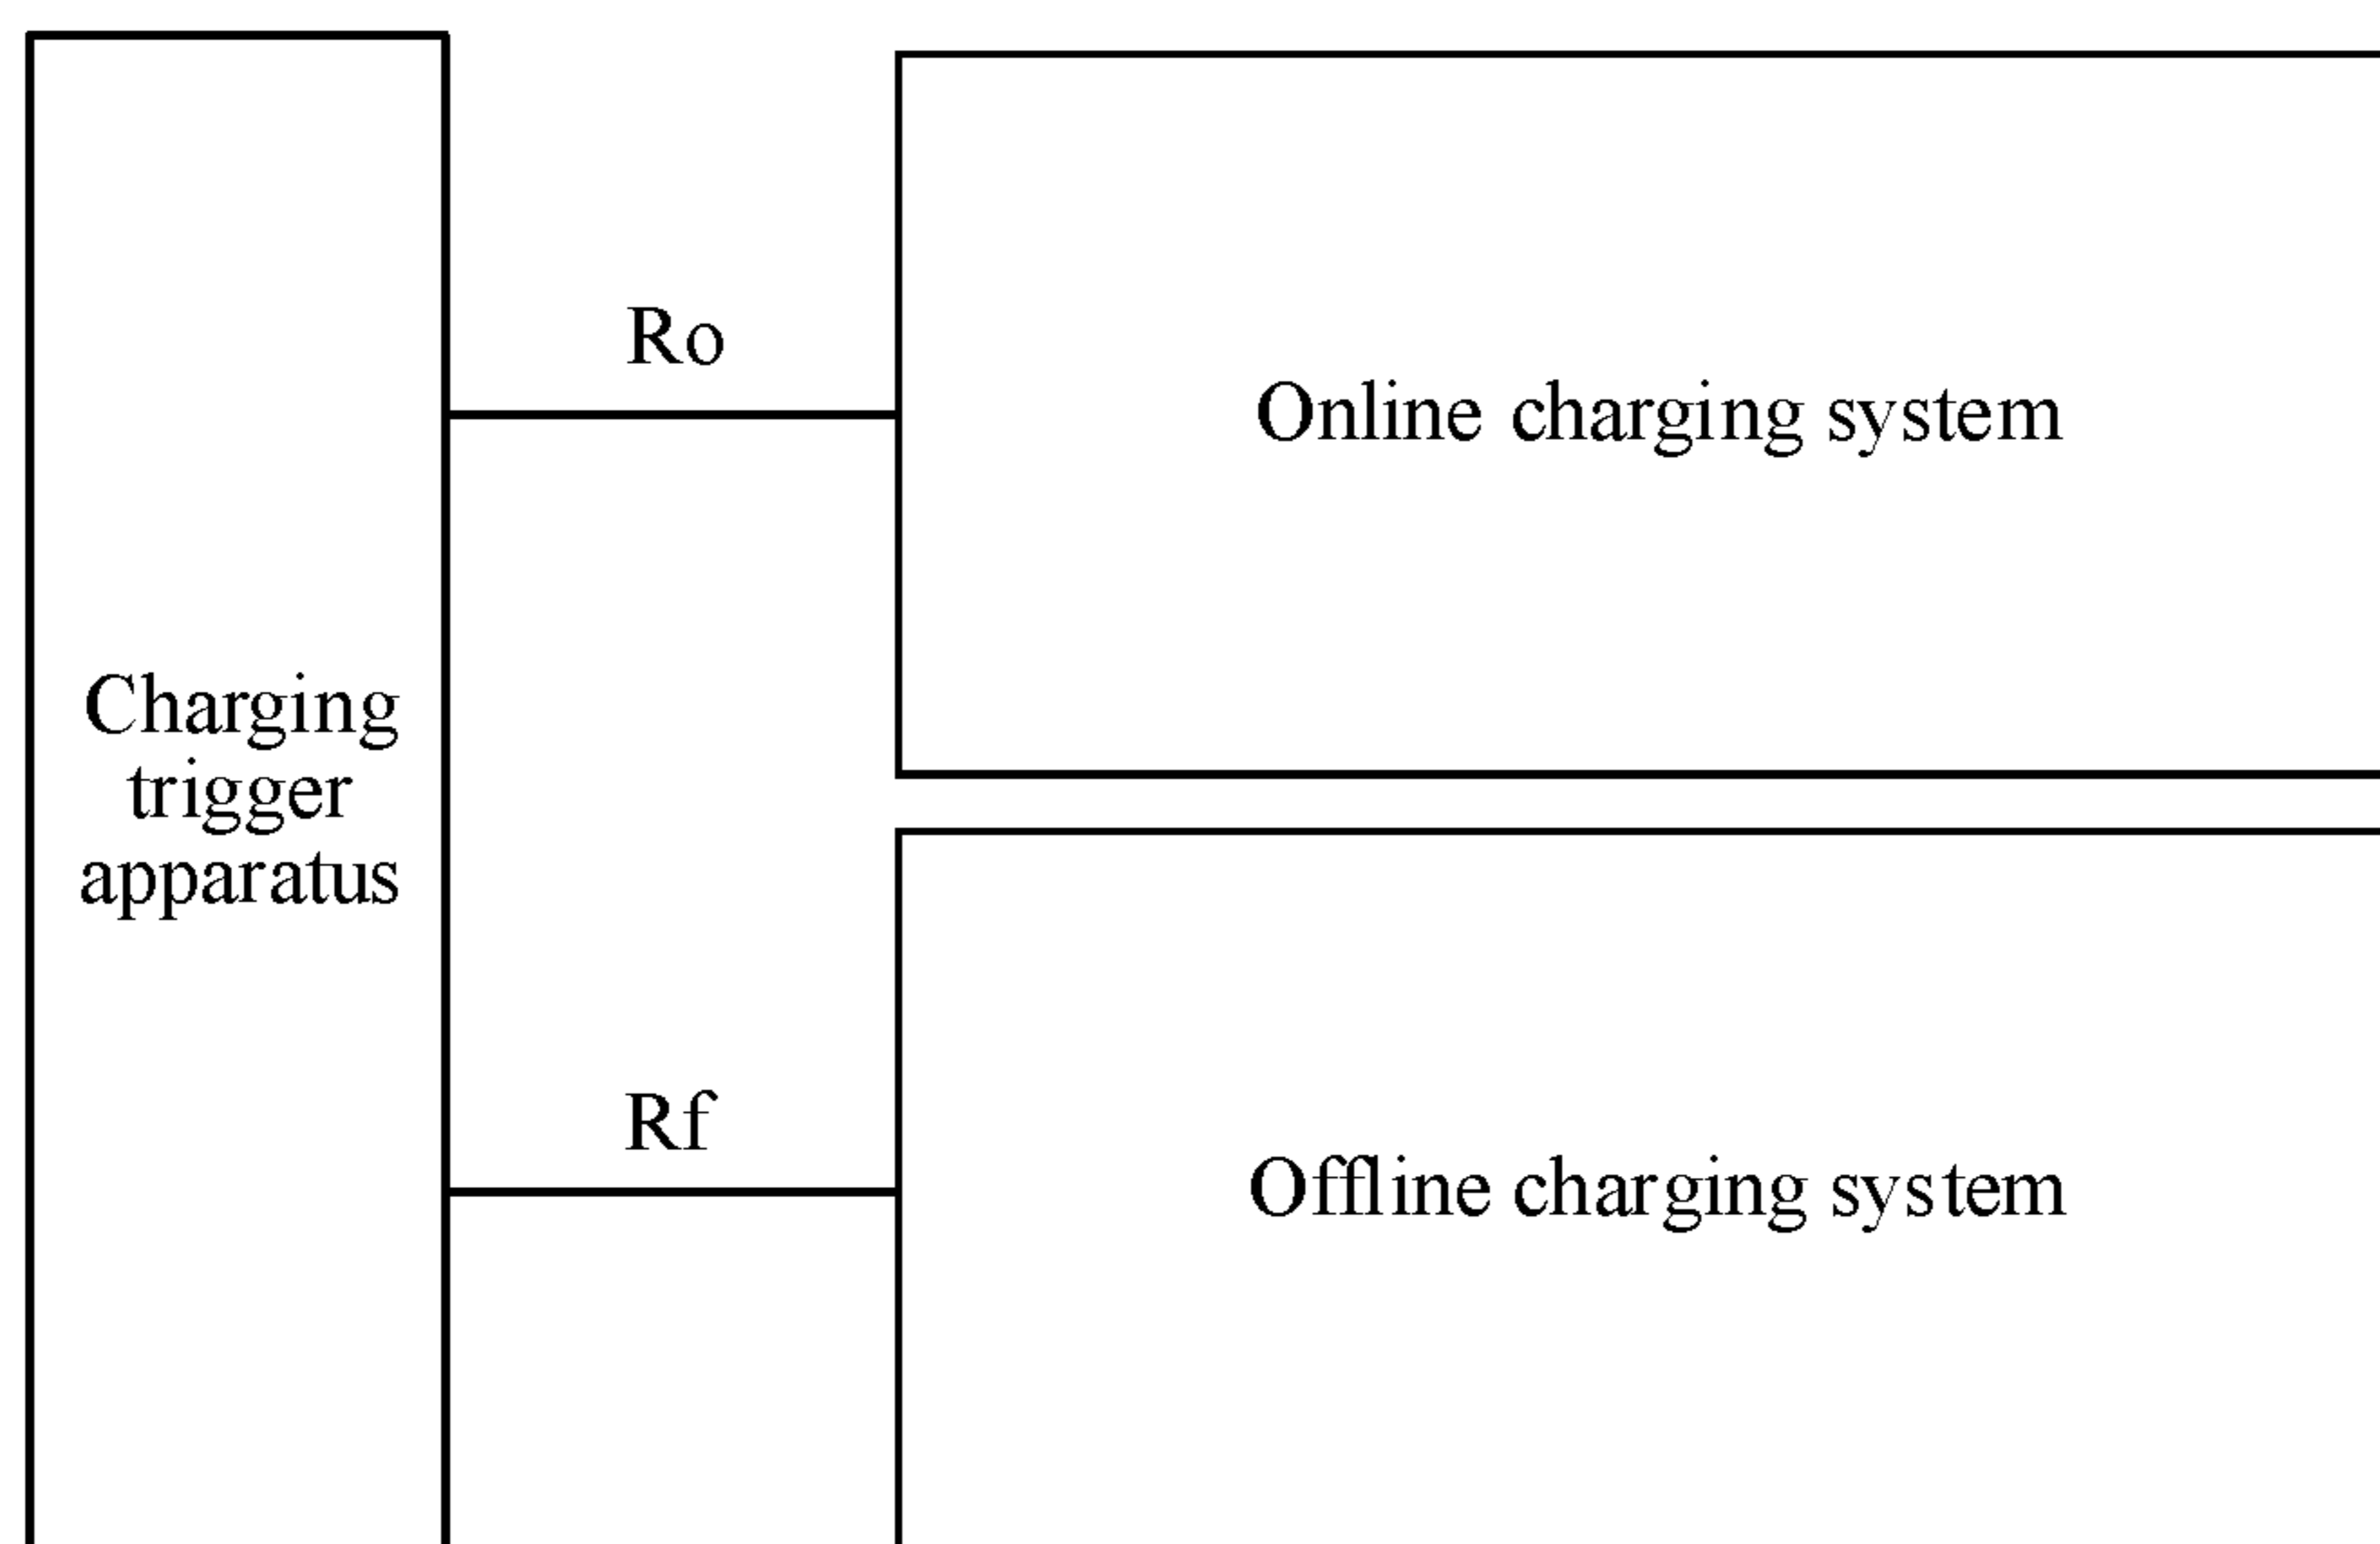 Ro
Online charging system
Charging
trigger
apparatus
Rf
Offline charging system